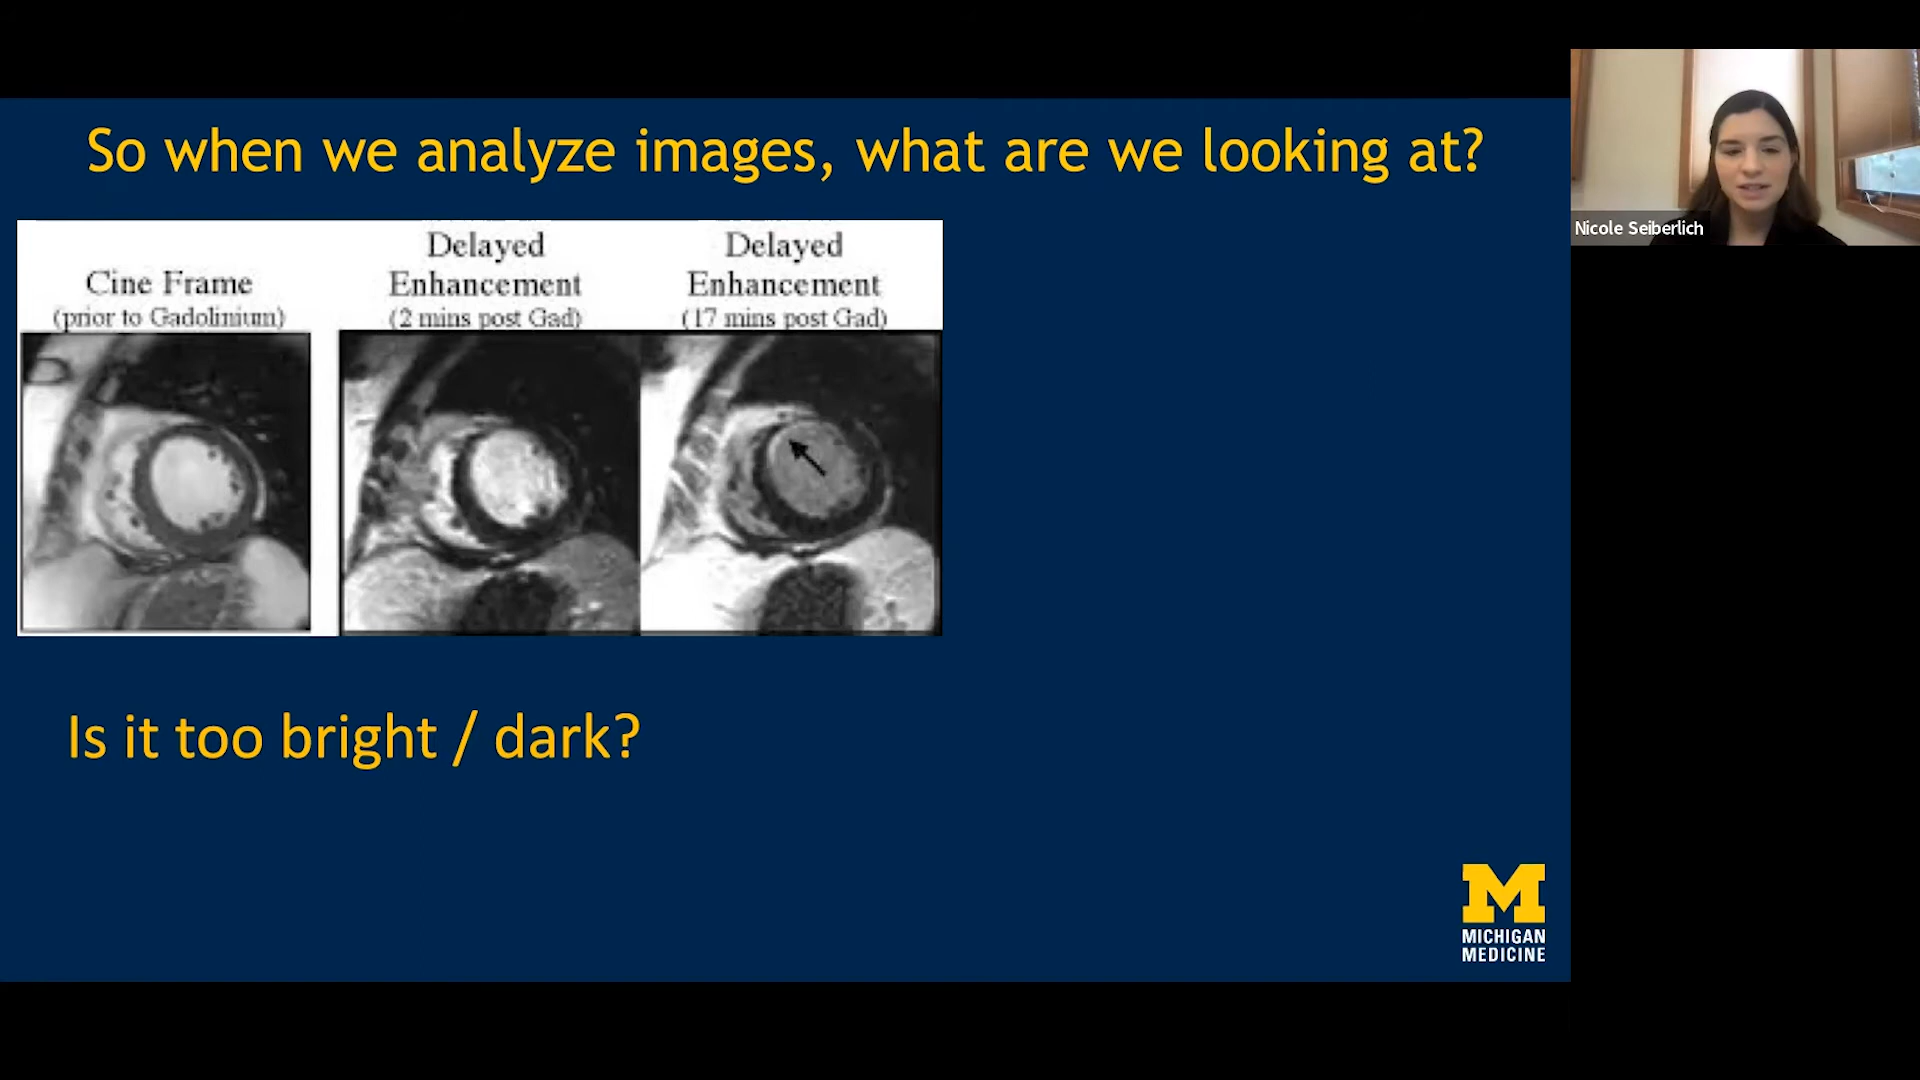 So when we analyze images, what are we looking at?
Nicole Seiberlich
Cine Frame
(prior to Gadolinium)
Delayed
Enhancement
(2 mins post Gad)
Delayed
Enhancement
(17 mins post Gad)
Is it too bright / dark?
M
MICHIGAN
MEDICINE